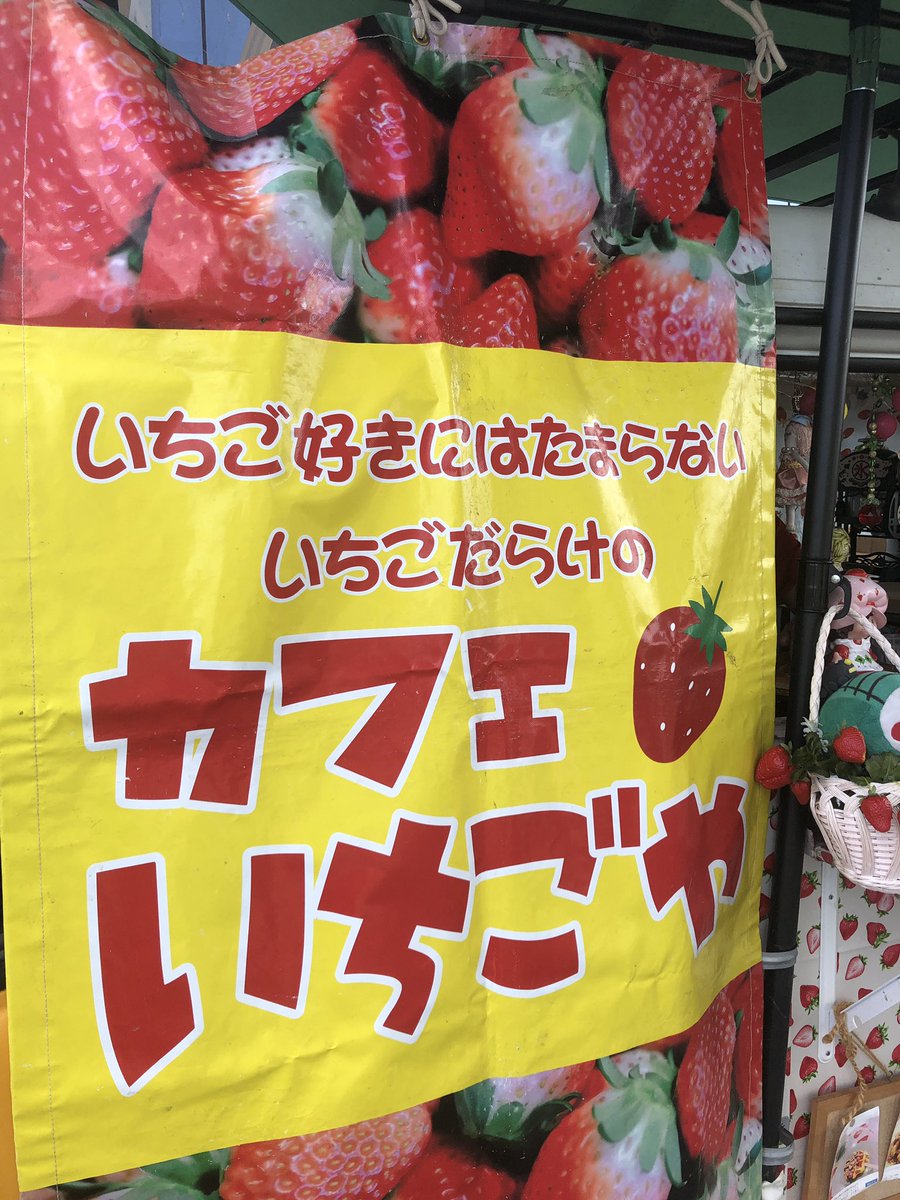 いちご好きにはたまらない
いちごだらけの
カフェ
いちごや